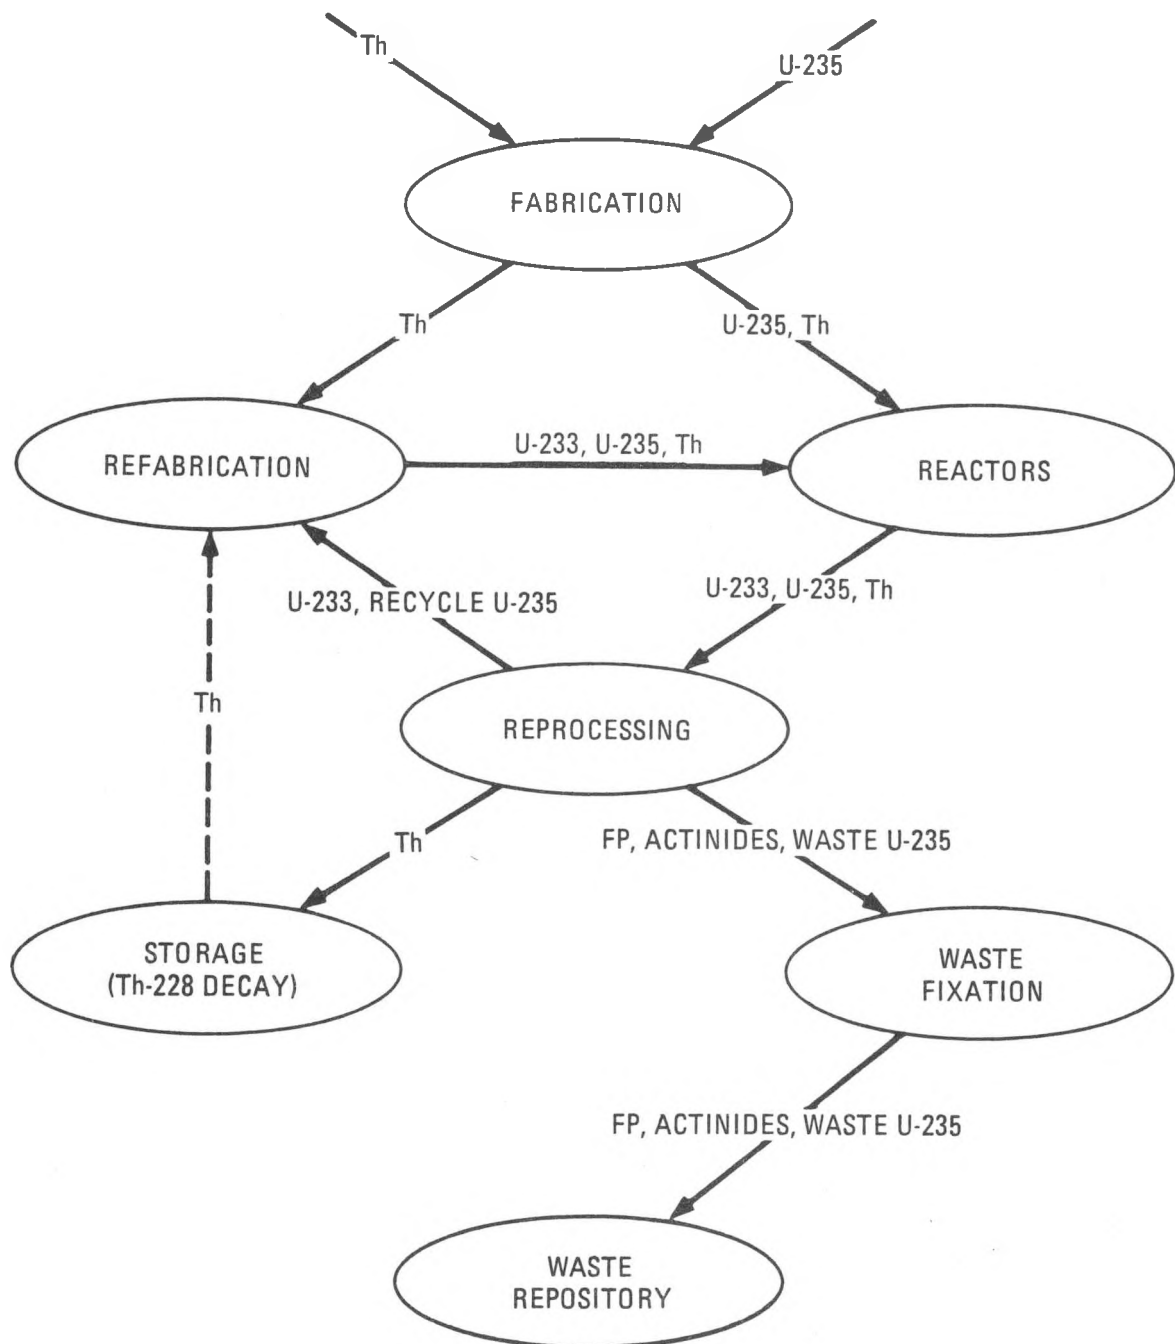 Th
U-235
FABRICATION
Th
U-235, Th
REFABRICATION
U-233, U-235, Th
REACTORS
U-233, RECYCLE U-235
U-233, U-235, Th
Th
REPROCESSING
Th
FP, ACTINIDES, WASTE U-235
STORAGE
(Th-228 DECAY)
WASTE
FIXATION
FP, ACTINIDES, WASTE U-235
WASTE
REPOSITORY